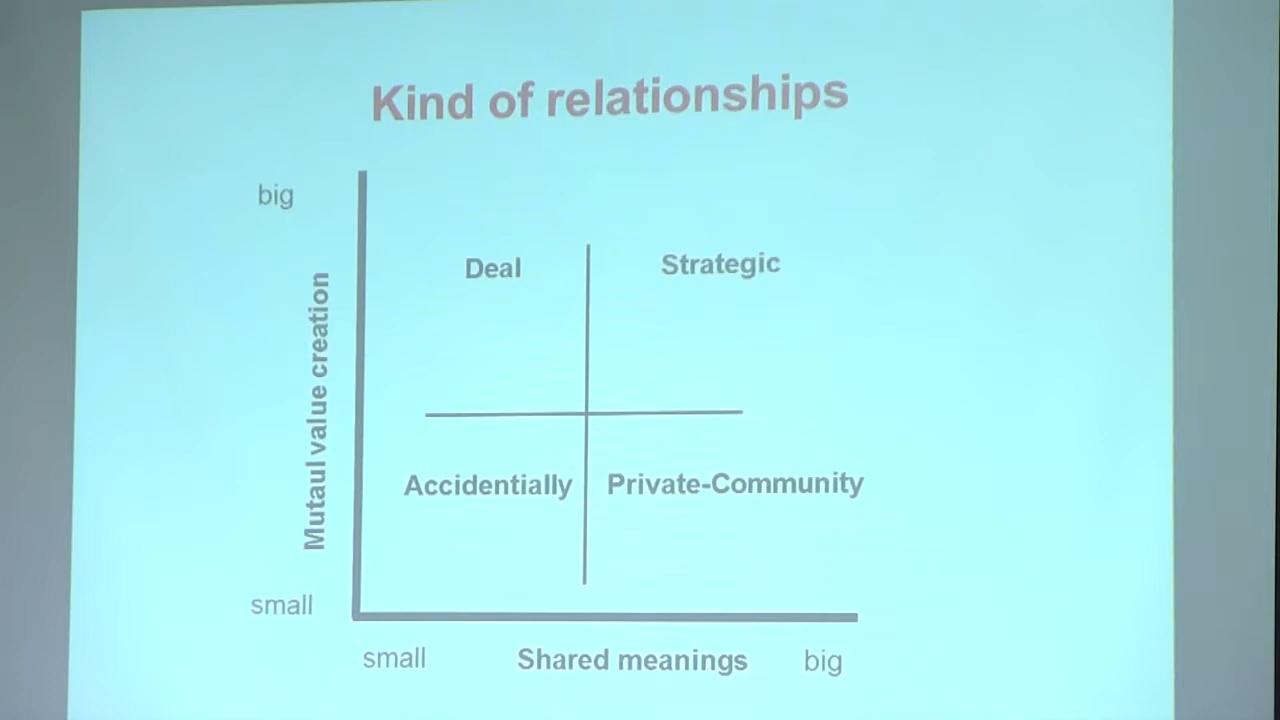 Kind of relationships
big
Deal
Strategic
Mutaul value creation
Accidentially
Private-Community
small
small
Shared meanings
big